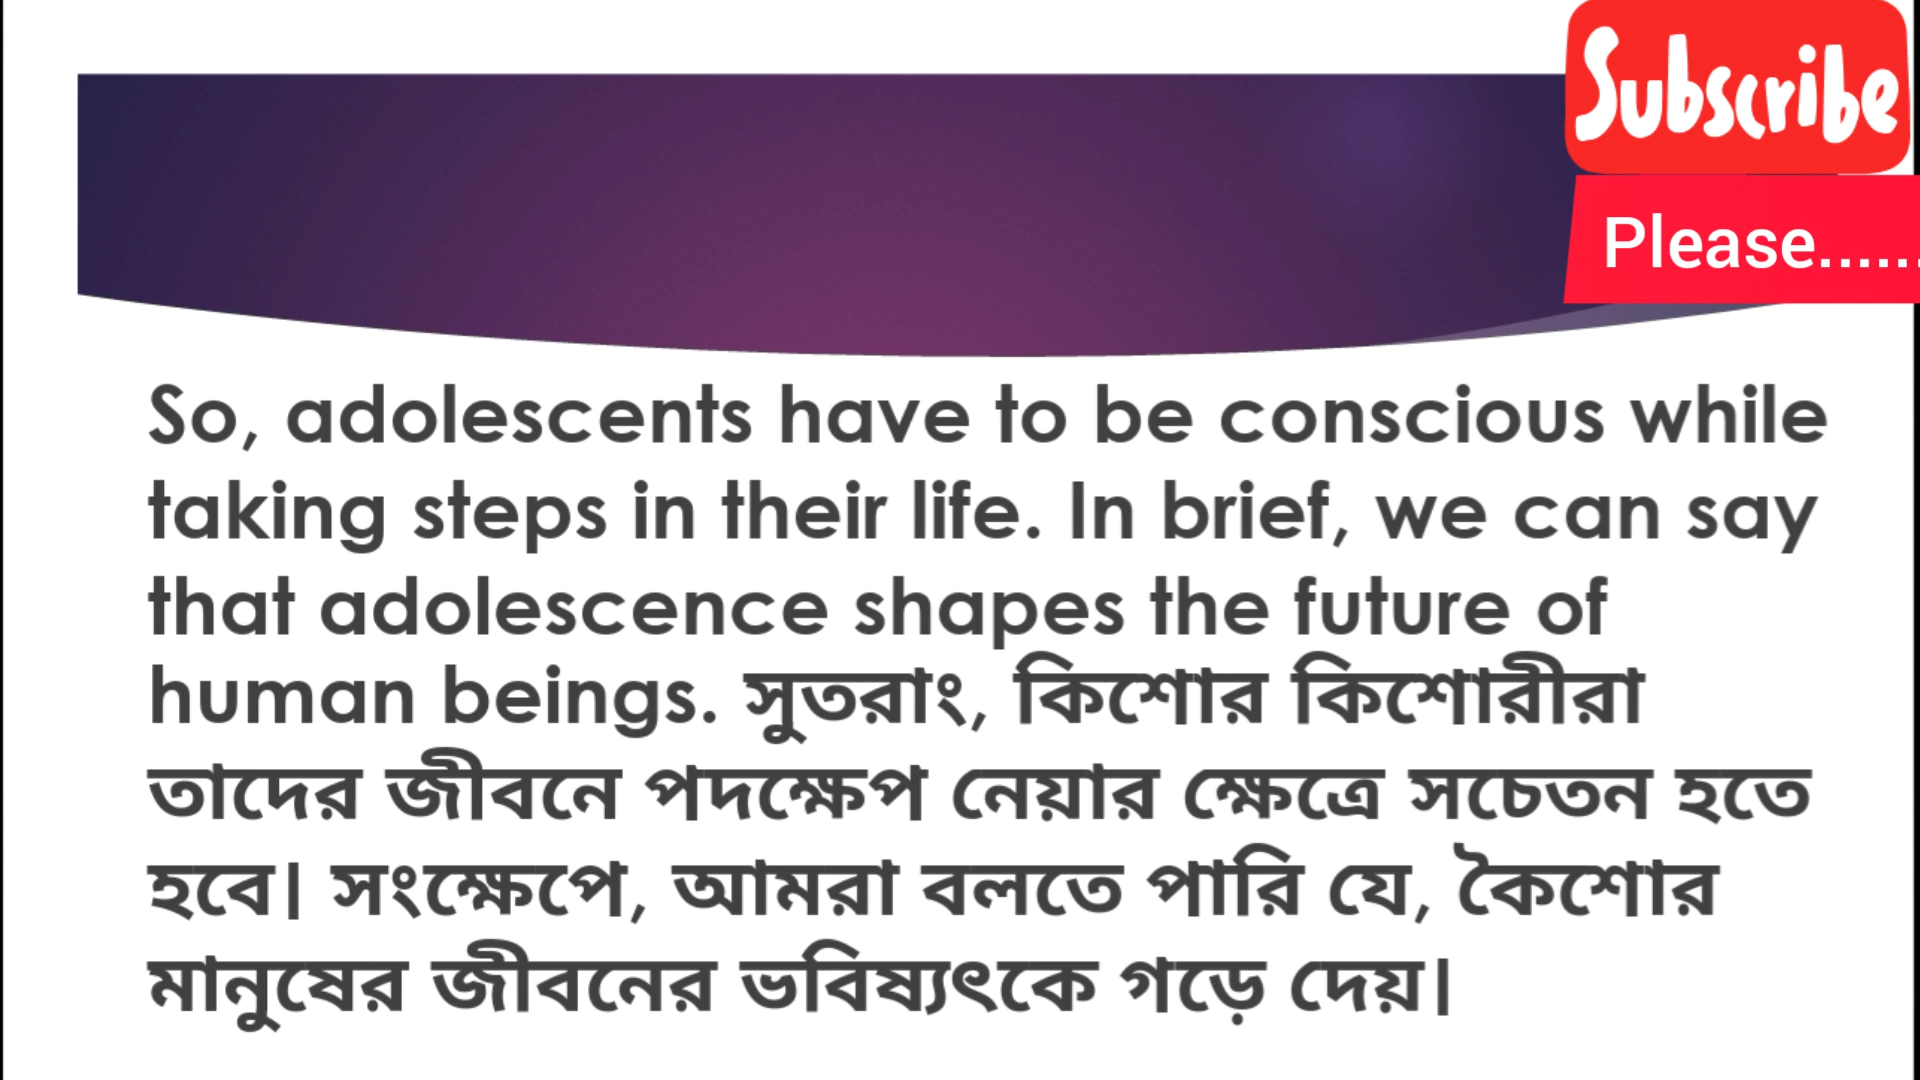 Subscribe
Please......
So, adolescents have to be conscious while
taking steps in their life. In brief, we can say
that adolescence shapes the future of
human beings. সুতরাং, কিশোর কিশোরীরা
তাদের জীবনে পদক্ষেপ নেয়ার ক্ষেত্রে সচেতন হতে
হবে। সংক্ষেপে, আমরা বলতে পারি যে, কৈশোর
মানুষের জীবনের ভবিষ্যৎকে গড়ে দেয়।